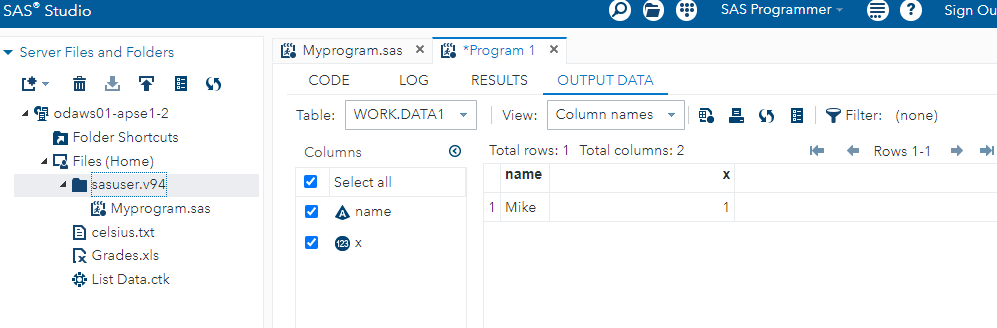 SAS® Studio
SAS Programmer
Sign Ou
Server Files and Folders
odaws01-apse1-2
Folder Shortcuts
Files (Home)
sasuser.v94
Myprogram.sas
celsius.txt
Grades.xls
List Data.ctk
Myprogram.sas
*Program 1
CODE LOG RESULTS OUTPUT DATA
Table: WORK.DATA1 View: Column names Filter: (none)
Columns
Select all
name
x
Total rows: 1 Total columns: 2 Rows 1-1
name x
1 Mike 1